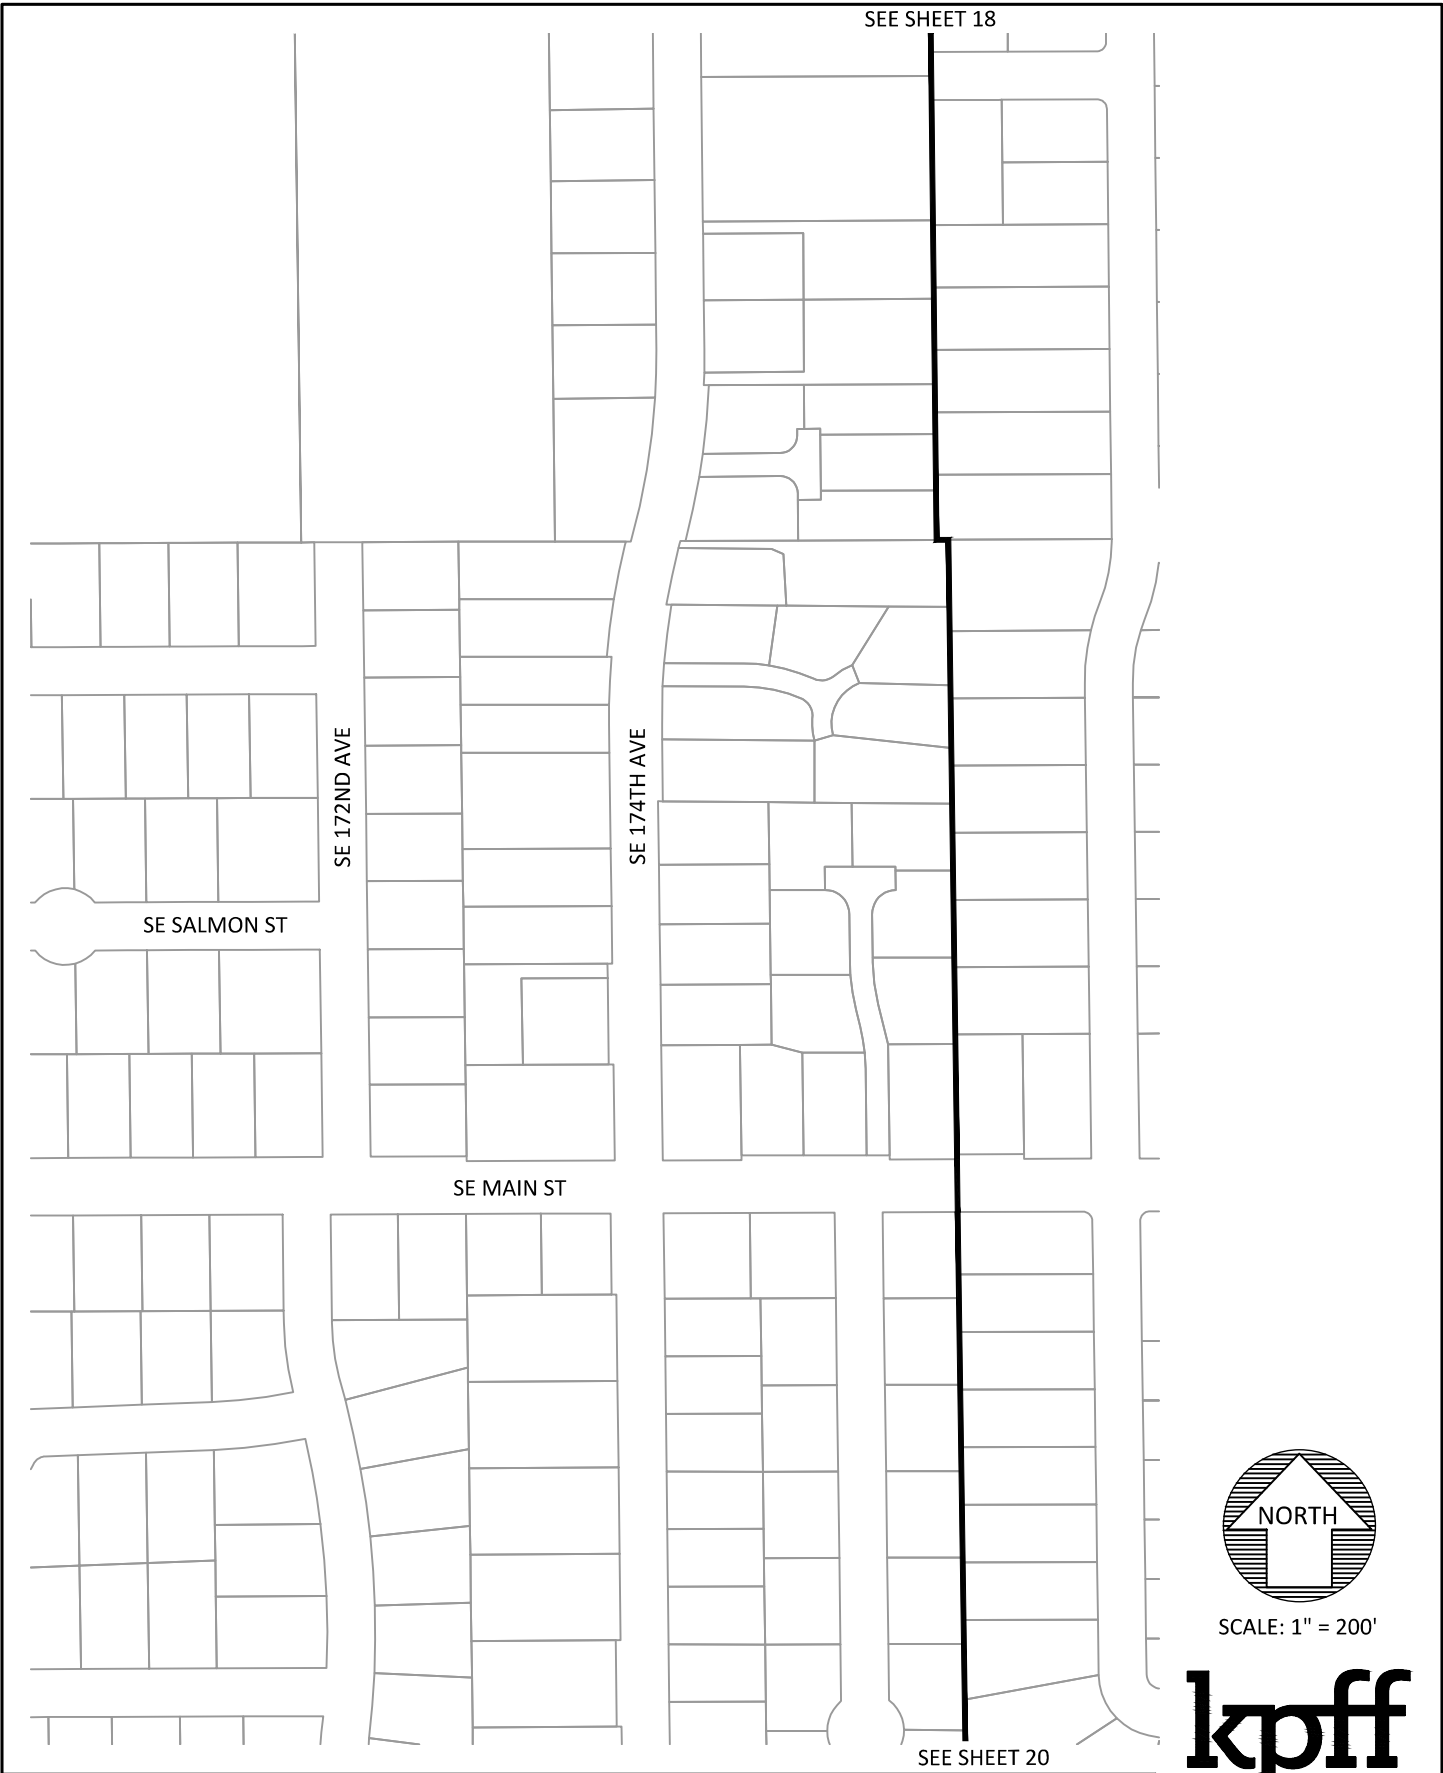 SEE SHEET 18
SE 172ND AVE
SE 174TH AVE
SE SALMON ST
SE MAIN ST
NORTH
SCALE: 1" = 200'
kpff
SEE SHEET 20